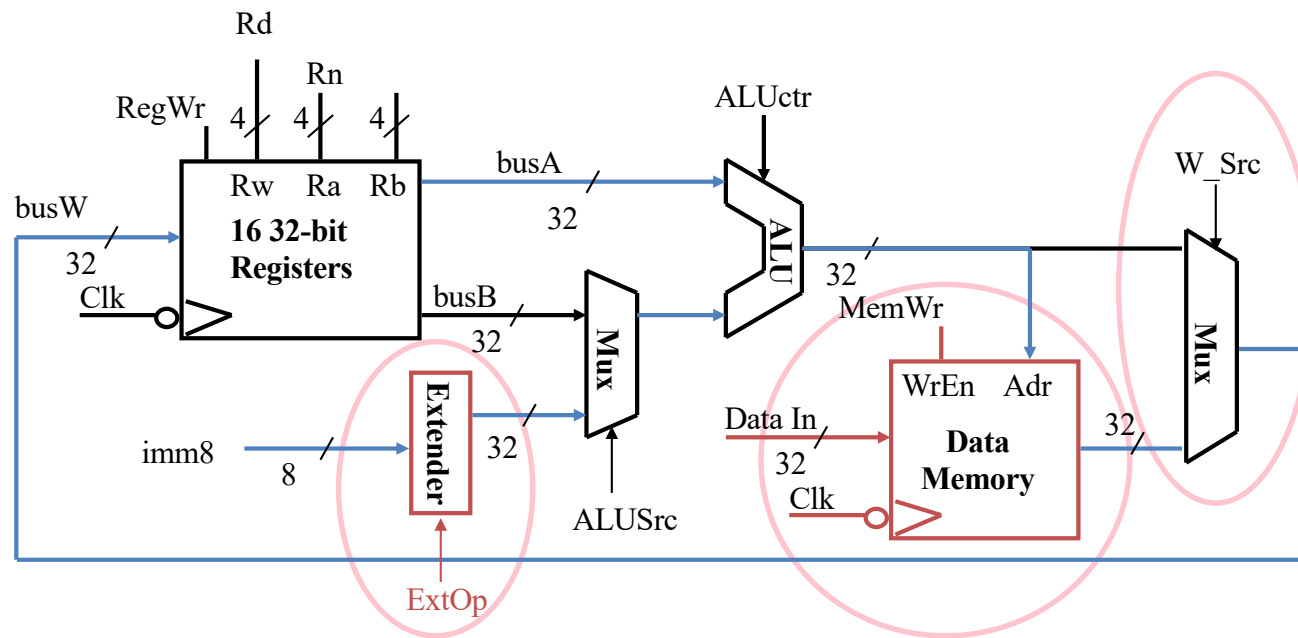 Rd
Rn
RegWr
4
4
4
ALUctr
busA
32
Rw
Ra
Rb
W_Src
busW
32
16 32-bit
Registers
ALU
32
Clk
busB
32
Mux
MemWr
Mux
WrEn
Adr
Extender
32
Data In
32
32
imm8
8
Data
Memory
Clk
ALUSrc
ExtOp